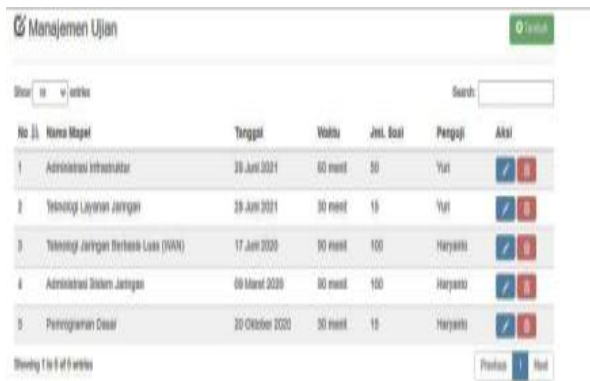 Manajemen Ujian
Tambah
Show 10 entries
Search:
No Nama Mapel Tanggal Waktu Jml. Soal Penguji Aksi
1 Administrasi Infrastruktur 28 Juni 2021 60 menit 50 Yuri
2 Teknologi Layanan Jaringan 28 Juni 2021 30 menit 15 Yuri
3 Teknologi Jaringan Berbasis Luas (WAN) 17 Juni 2020 90 menit 100 Haryanto
4 Administrasi Sistem Jaringan 09 Maret 2020 90 menit 100 Haryanto
5 Pemrograman Dasar 20 Oktober 2020 30 menit 15 Haryanto
Showing 1 to 5 of 5 entries
Previous 1 Next